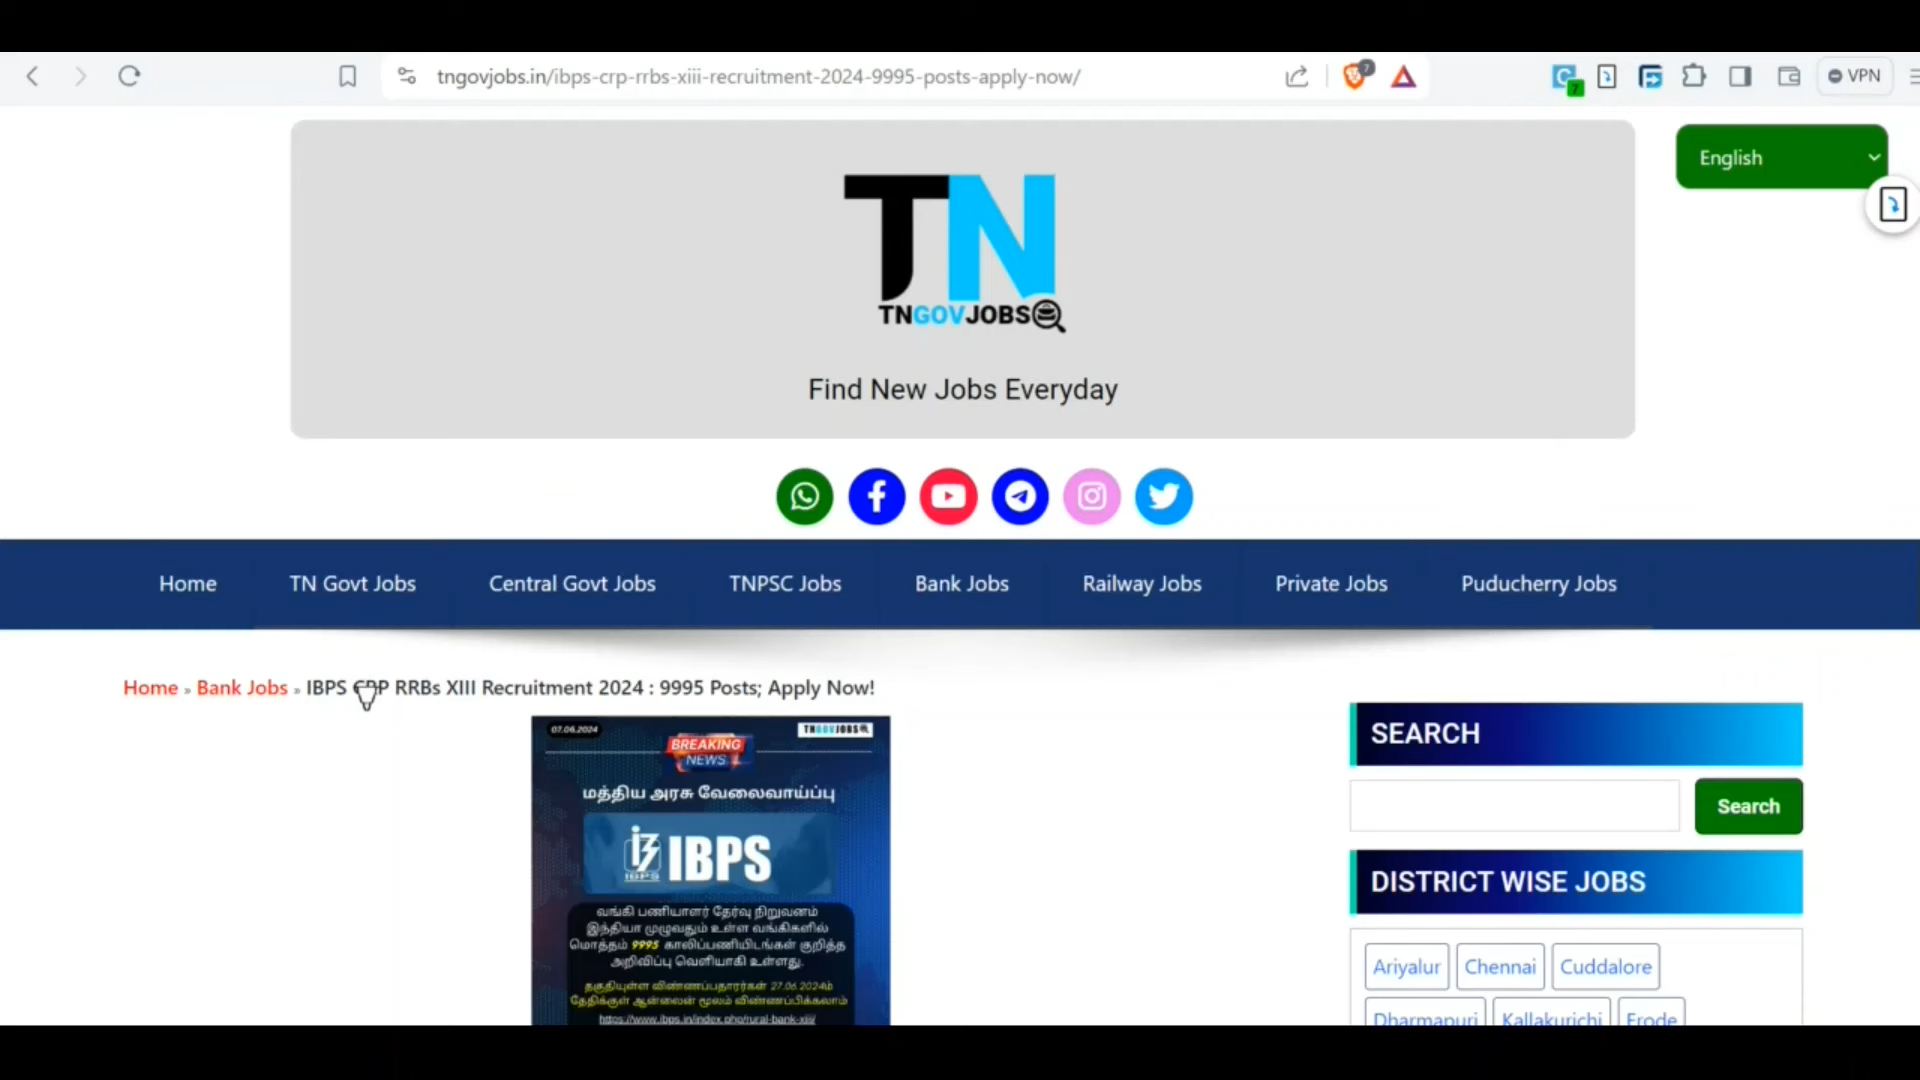 tngovjobs.in/ibps-crp-rrbs-xiii-recruitment-2024-9995-posts-apply-now/
7
7
VPN
English
TN
TNGOVJOBS
Find New Jobs Everyday
Home TN Govt Jobs Central Govt Jobs TNPSC Jobs Bank Jobs Railway Jobs Private Jobs Puducherry Jobs
Home » Bank Jobs » IBPS CRP RRBs XIII Recruitment 2024 : 9995 Posts; Apply Now!
07.06.2024
TNGOVJOBS
BREAKING
NEWS
மத்திய அரசு வேலைவாய்ப்பு
IBPS
IBPS
வங்கி பணியாளர் தேர்வு நிறுவனம்
இந்தியா முழுவதும் உள்ள வங்கிகளில்
மொத்தம் 9995 காலிப்பணியிடங்கள் குறித்த
அறிவிப்பு வெளியாகி உள்ளது.
தகுதியுள்ள விண்ணப்பதாரர்கள் 27.06.2024ம்
தேதிக்குள் ஆன்லைன் மூலம் விண்ணப்பிக்கலாம்
https://www.ibps.in/index.php/rural-bank-xiii/
SEARCH
Search
DISTRICT WISE JOBS
Ariyalur Chennai Cuddalore
Dharmapuri Kallakurichi Erode